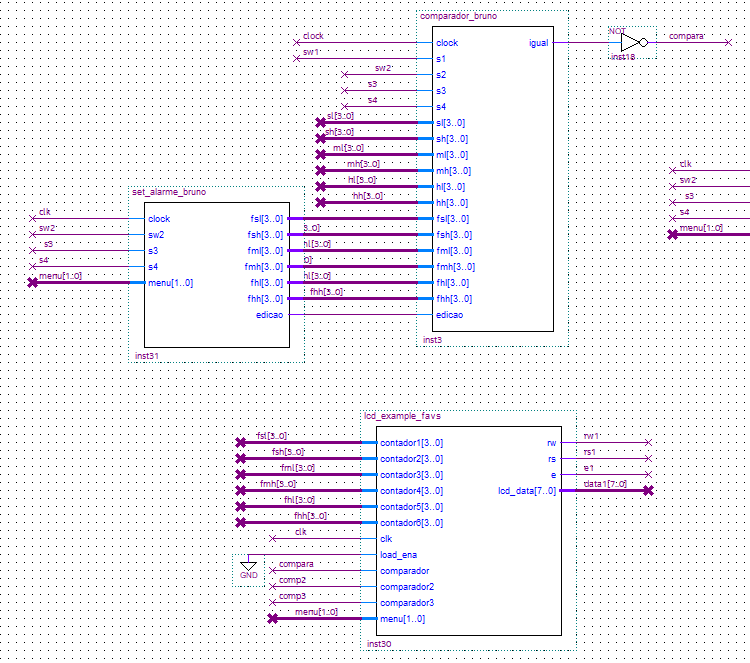 comparador_bruno
clock
sw1
sw2
s3
s4
sl[3..0]
sh[3..0]
ml[3..0]
mh[3..0]
hl[3..0]
hh[3..0]
clock
s1
s2
s3
s4
sl[3..0]
sh[3..0]
ml[3..0]
mh[3..0]
hl[3..0]
hh[3..0]
fsl[3..0]
fsh[3..0]
fml[3..0]
fmh[3..0]
fhl[3..0]
fhh[3..0]
edicao
igual
inst3
NOT
inst18
compara
clk
sw2
s3
s4
menu[1..0]
set_alarme_bruno
clk
sw2
s3
s4
menu[1..0]
clock
sw2
s3
s4
menu[1..0]
fsl[3..0]
fsh[3..0]
fml[3..0]
fmh[3..0]
fhl[3..0]
fhh[3..0]
edicao
inst31
fhh[3..0]
lcd_example_favs
fsl[3..0]
fsh[3..0]
fml[3..0]
fmh[3..0]
fhl[3..0]
fhh[3..0]
clk
GND
compara
comp2
comp3
menu[1..0]
contador1[3..0]
contador2[3..0]
contador3[3..0]
contador4[3..0]
contador5[3..0]
contador6[3..0]
clk
load_ena
comparador
comparador2
comparador3
menu[1..0]
rw
rs
e
lcd_data[7..0]
rw1
rs1
e1
data1[7..0]
inst30